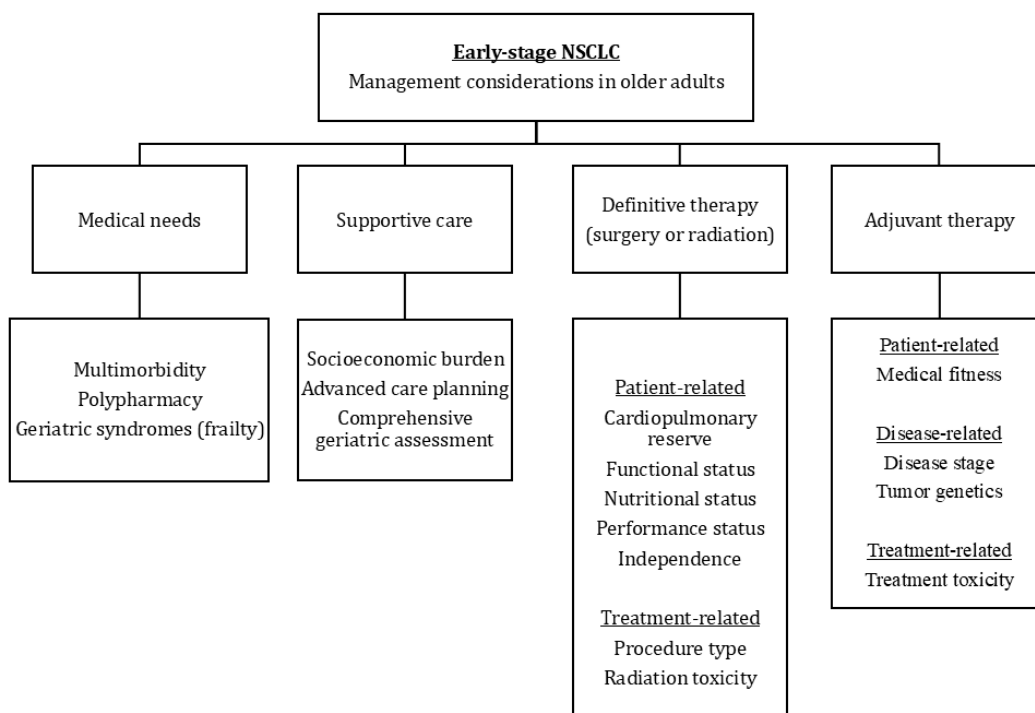 Early-stage NSCLC
Management considerations in older adults
Medical needs
Supportive care
Definitive therapy
(surgery or radiation)
Adjuvant therapy
Multimorbidity
Polypharmacy
Geriatric syndromes (frailty)
Socioeconomic burden
Advanced care planning
Comprehensive
geriatric assessment
Patient-related
Cardiopulmonary
reserve
Functional status
Nutritional status
Performance status
Independence
Treatment-related
Procedure type
Radiation toxicity
Patient-related
Medical fitness
Disease-related
Disease stage
Tumor genetics
Treatment-related
Treatment toxicity